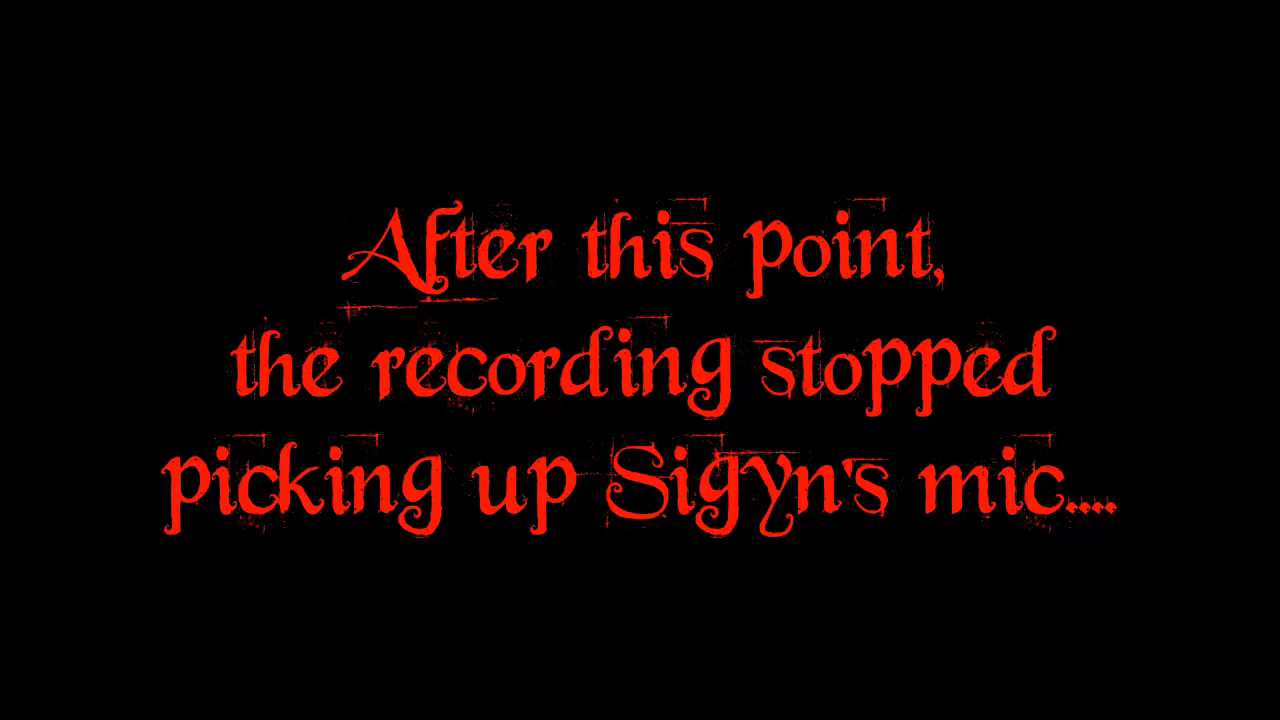 After this point,
the recording stopped
picking up Sigyn's mic....